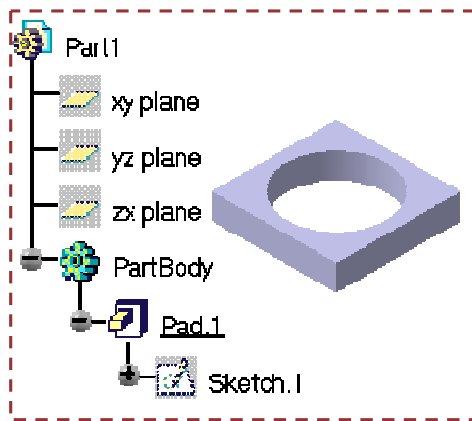 Part1
xy plane
yz plane
zx plane
PartBody
Pad.1
Sketch.1